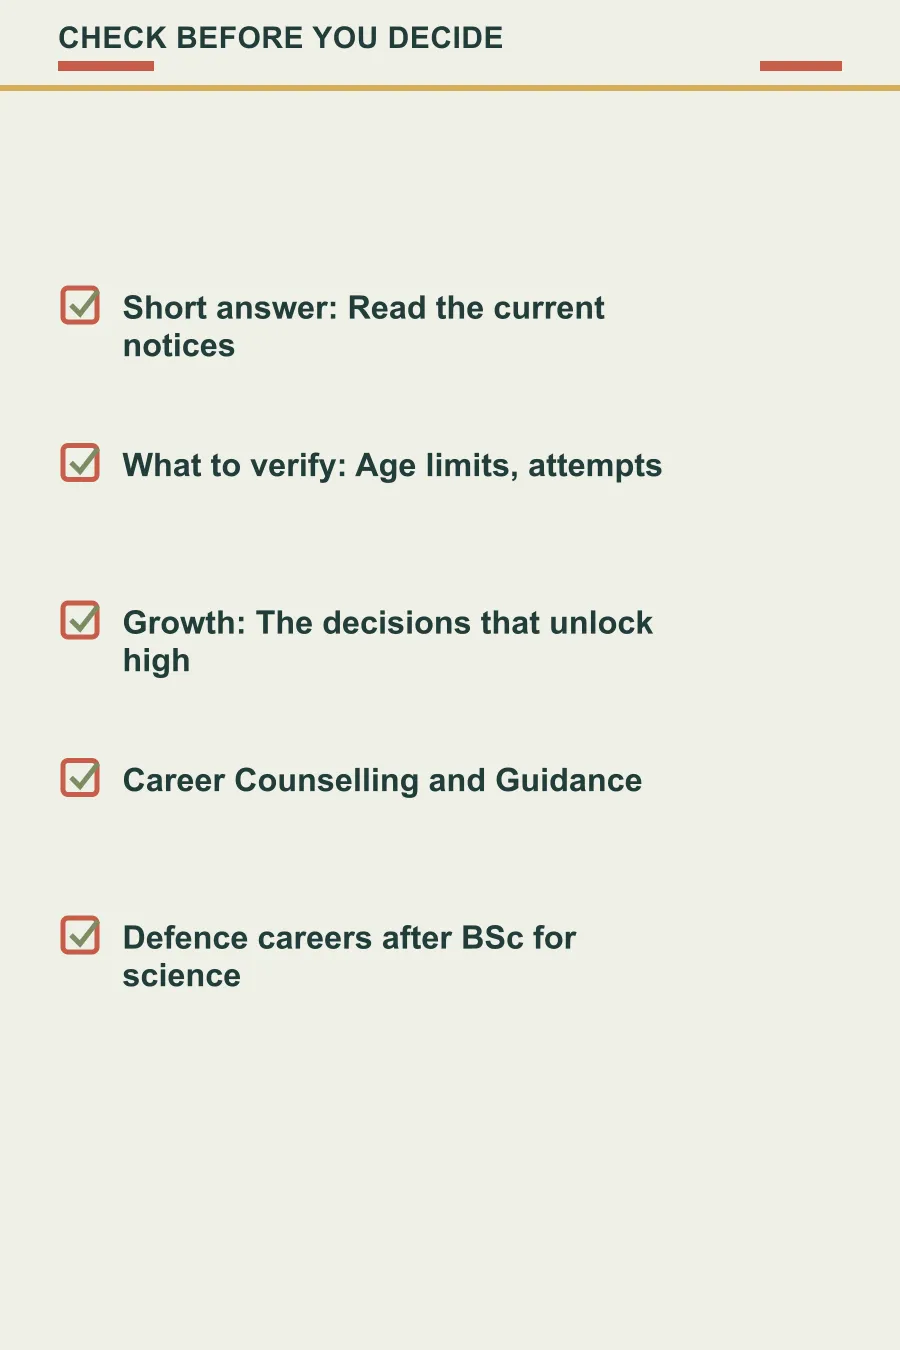 CHECK BEFORE YOU DECIDE
Short answer: Read the current
notices
What to verify: Age limits, attempts
Growth: The decisions that unlock
high
Career Counselling and Guidance
Defence careers after BSc for
science